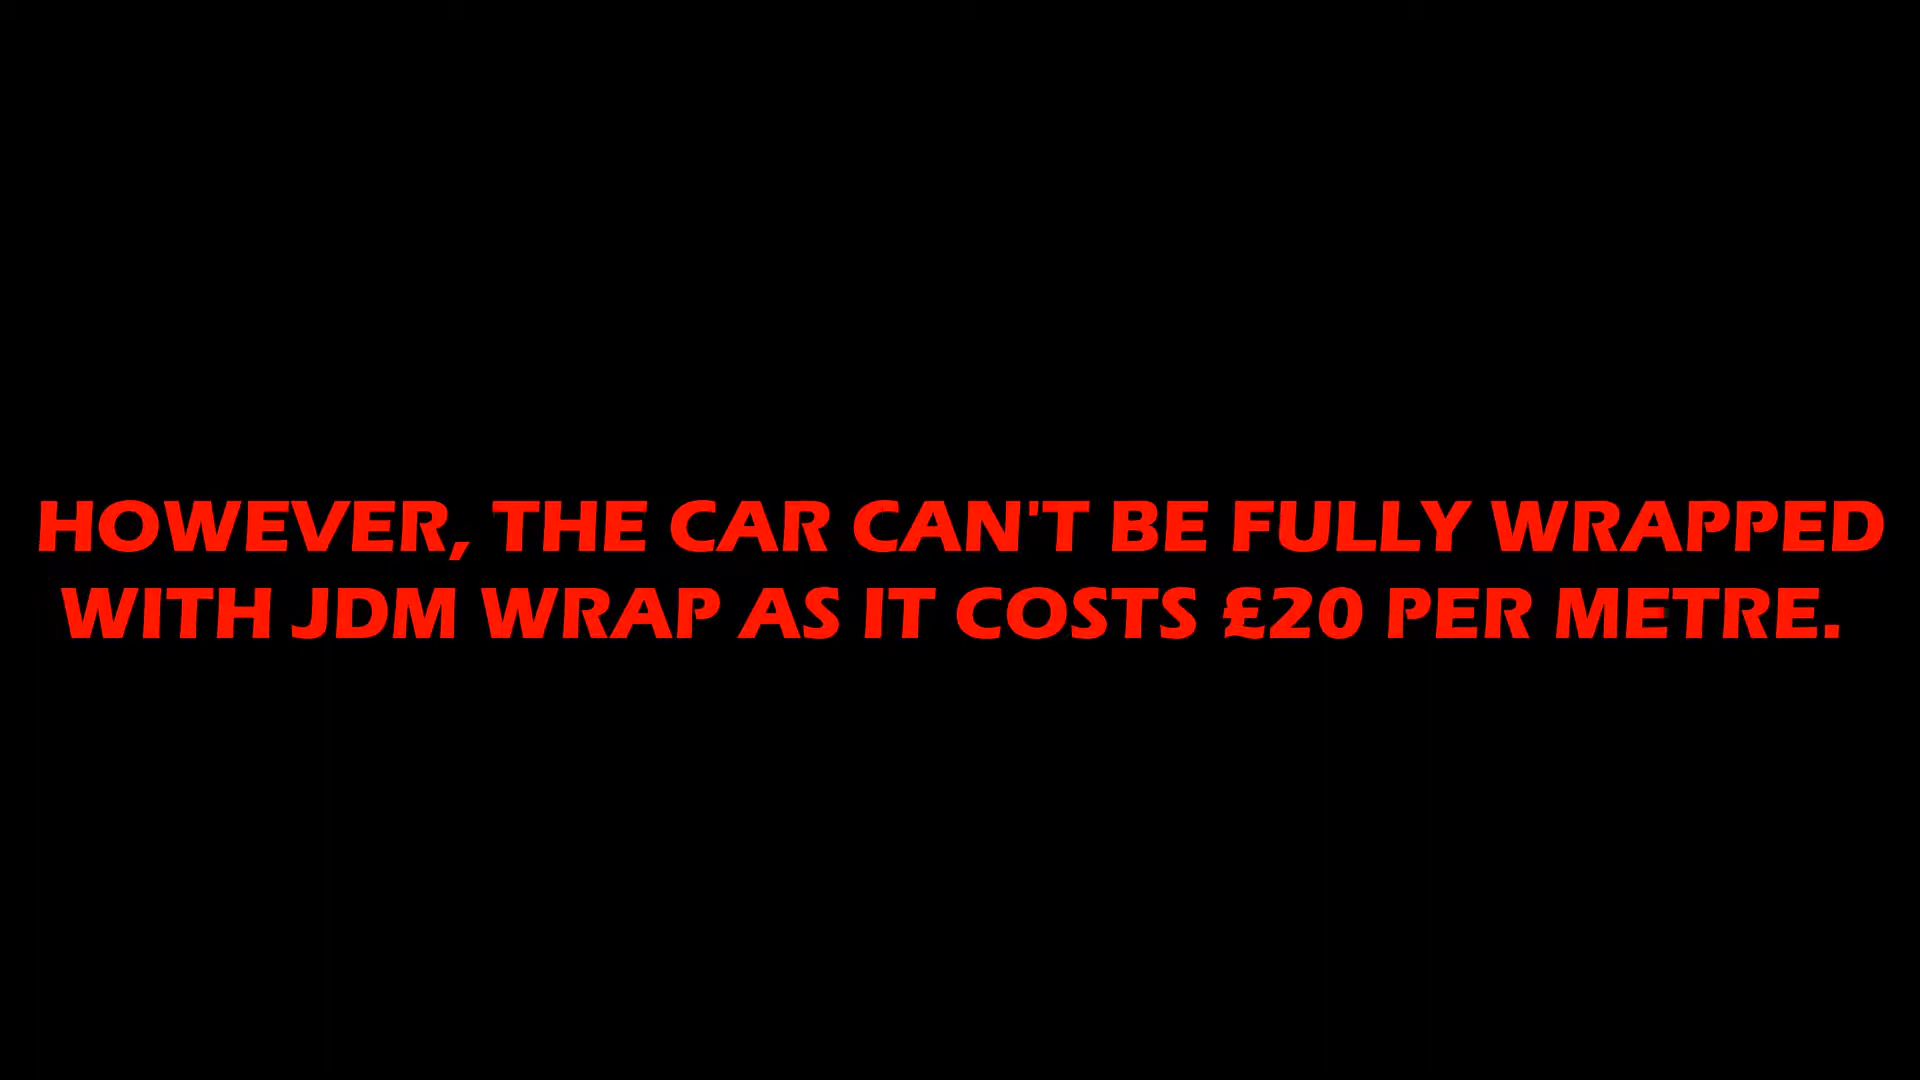 HOWEVER, THE CAR CAN'T BE FULLY WRAPPED
WITH JDM WRAP AS IT COSTS £20 PER METRE.